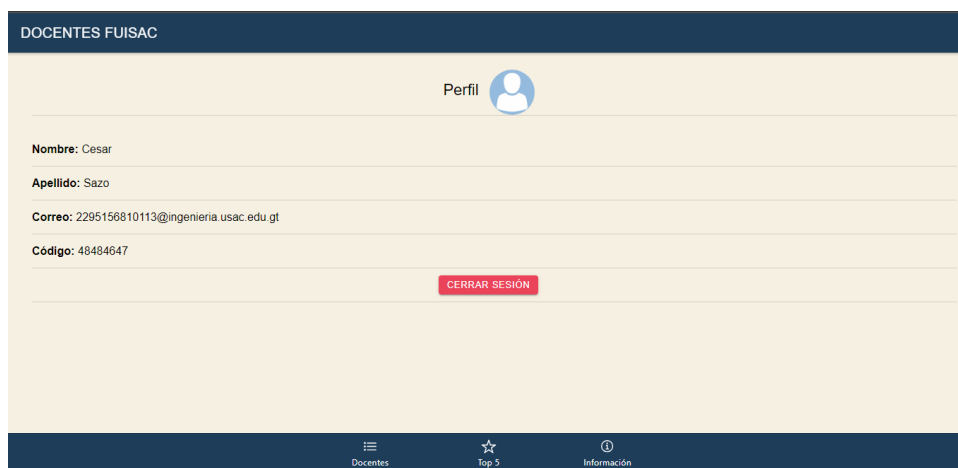 DOCENTES FUISAC
Perfil
Nombre: Cesar
Apellido: Sazo
Correo: 2295156810113@ingenieria.usac.edu.gt
Código: 48484647
CERRAR SESIÓN
Docentes
Top 5
Información